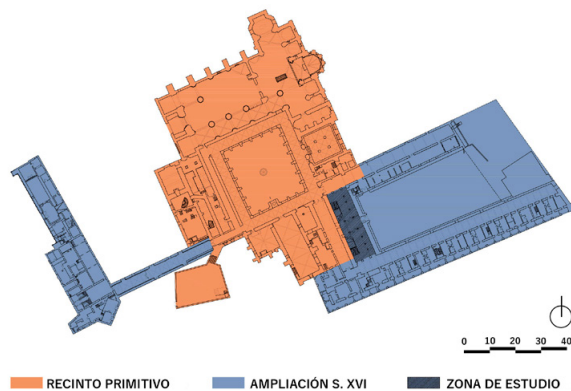 0 10 20 30 40
RECINTO PRIMITIVO
AMPLIACIÓN S. XVI
ZONA DE ESTUDIO